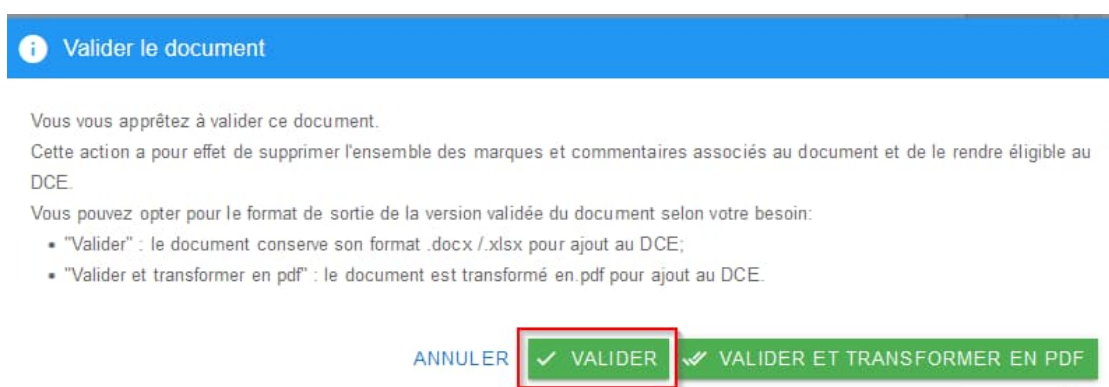 Valider le document
Vous vous apprêtez à valider ce document.
Cette action a pour effet de supprimer l'ensemble des marques et commentaires associés au document et de le rendre éligible au
DCE.
Vous pouvez opter pour le format de sortie de la version validée du document selon votre besoin:
• "Valider" : le document conserve son format .docx /.xlsx pour ajout au DCE;
• "Valider et transformer en pdf" : le document est transformé en.pdf pour ajout au DCE.
ANNULER VALIDER VALIDER ET TRANSFORMER EN PDF